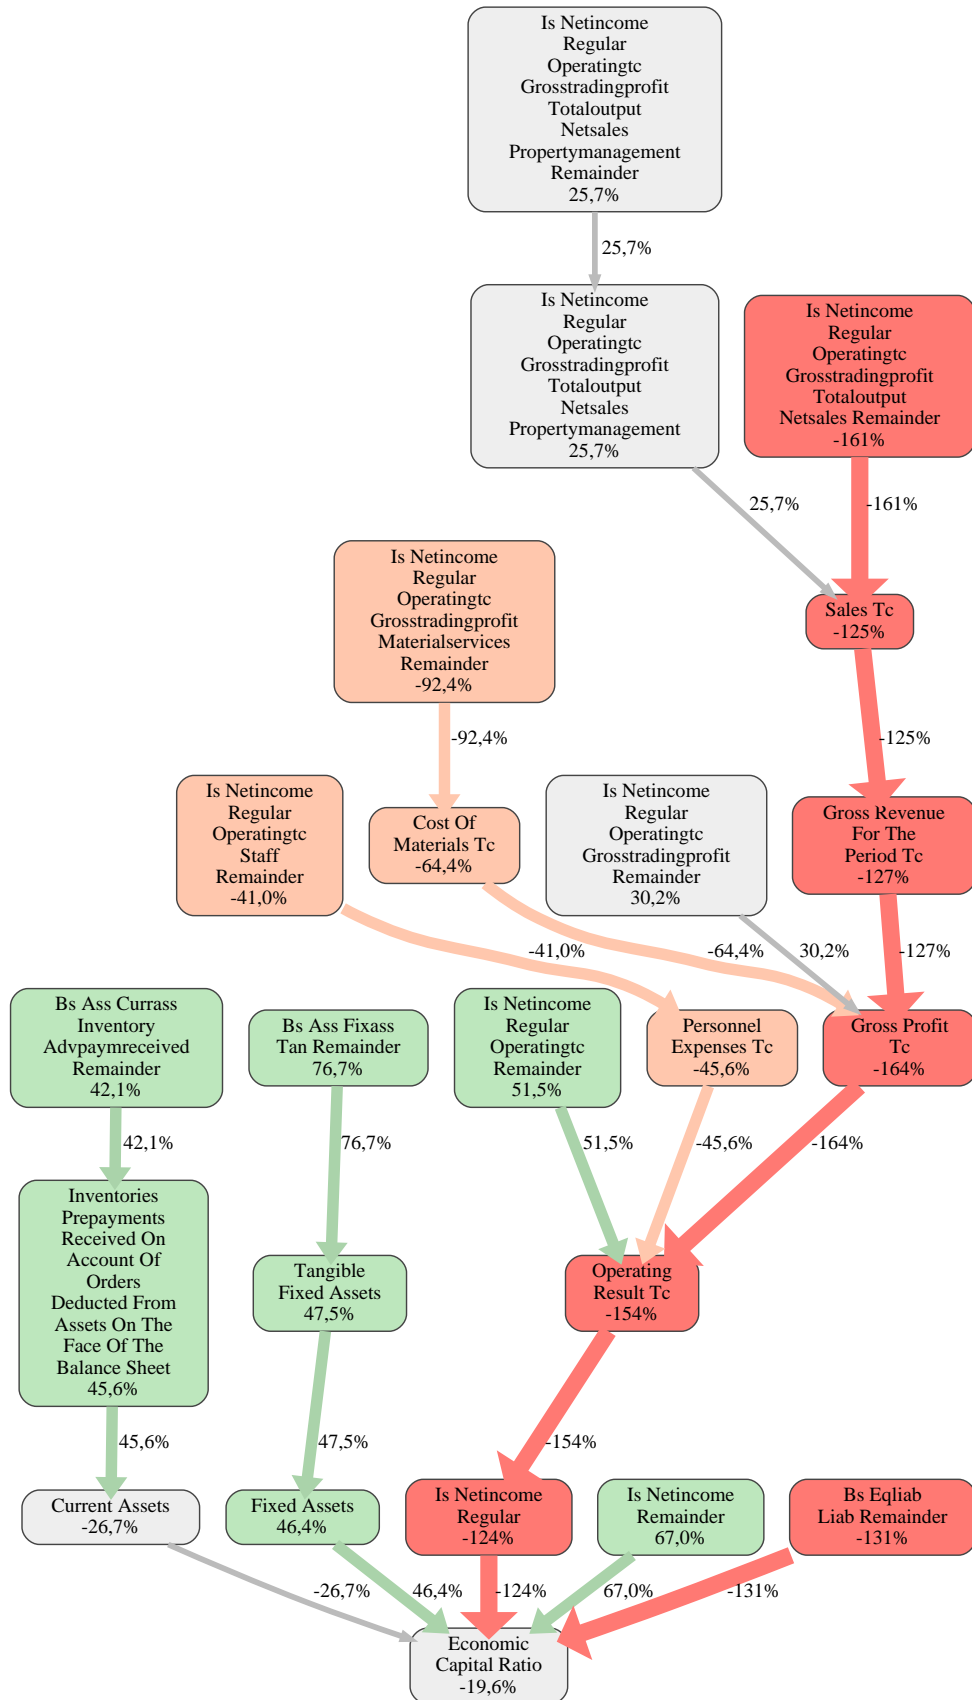 Is Netincome
Regular
Operatingtc
Grosstradingprofit
Totaloutput
Netsales
Propertymanagement
Remainder
25,7%
25,7%
Is Netincome
Regular
Operatingtc
Grosstradingprofit
Totaloutput
Netsales
Propertymanagement
25,7%
Is Netincome
Regular
Operatingtc
Grosstradingprofit
Totaloutput
Netsales Remainder
-161%
25,7%
-161%
Is Netincome
Regular
Operatingtc
Grosstradingprofit
Materialservices
Remainder
-92,4%
Sales Tc
-125%
-92,4%
-125%
Is Netincome
Regular
Operatingtc
Staff
Remainder
-41,0%
Cost Of
Materials Tc
-64,4%
Is Netincome
Regular
Operatingtc
Grosstradingprofit
Remainder
30,2%
Gross Revenue
For The
Period Tc
-127%
-41,0%
-64,4%
30,2%
-127%
Bs Ass Currass
Inventory
Advpaymreceived
Remainder
42,1%
Bs Ass Fixass
Tan Remainder
76,7%
Is Netincome
Regular
Operatingtc
Remainder
51,5%
Personnel
Expenses Tc
-45,6%
Gross Profit
Tc
-164%
42,1%
76,7%
51,5%
-45,6%
-164%
Inventories
Prepayments
Received On
Account Of
Orders
Deducted From
Assets On The
Face Of The
Balance Sheet
45,6%
Tangible
Fixed Assets
47,5%
Operating
Result Tc
-154%
45,6%
47,5%
-154%
Current Assets
-26,7%
Fixed Assets
46,4%
Is Netincome
Regular
-124%
Is Netincome
Remainder
67,0%
Bs Eqliab
Liab Remainder
-131%
-26,7%
46,4%
-124%
67,0%
-131%
Economic
Capital Ratio
-19,6%